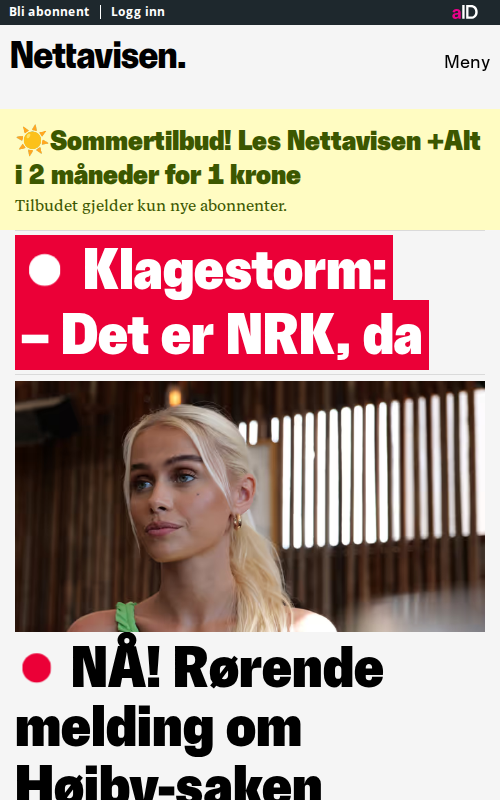 Bli abonnent
Logg inn
aID
Nettavisen.
Meny
☀️Sommertilbud! Les Nettavisen +Alt
i 2 måneder for 1 krone
Tilbudet gjelder kun nye abonnenter.
Klagestorm:
– Det er NRK, da
NÅ! Rørende
melding om
Høiby-saken